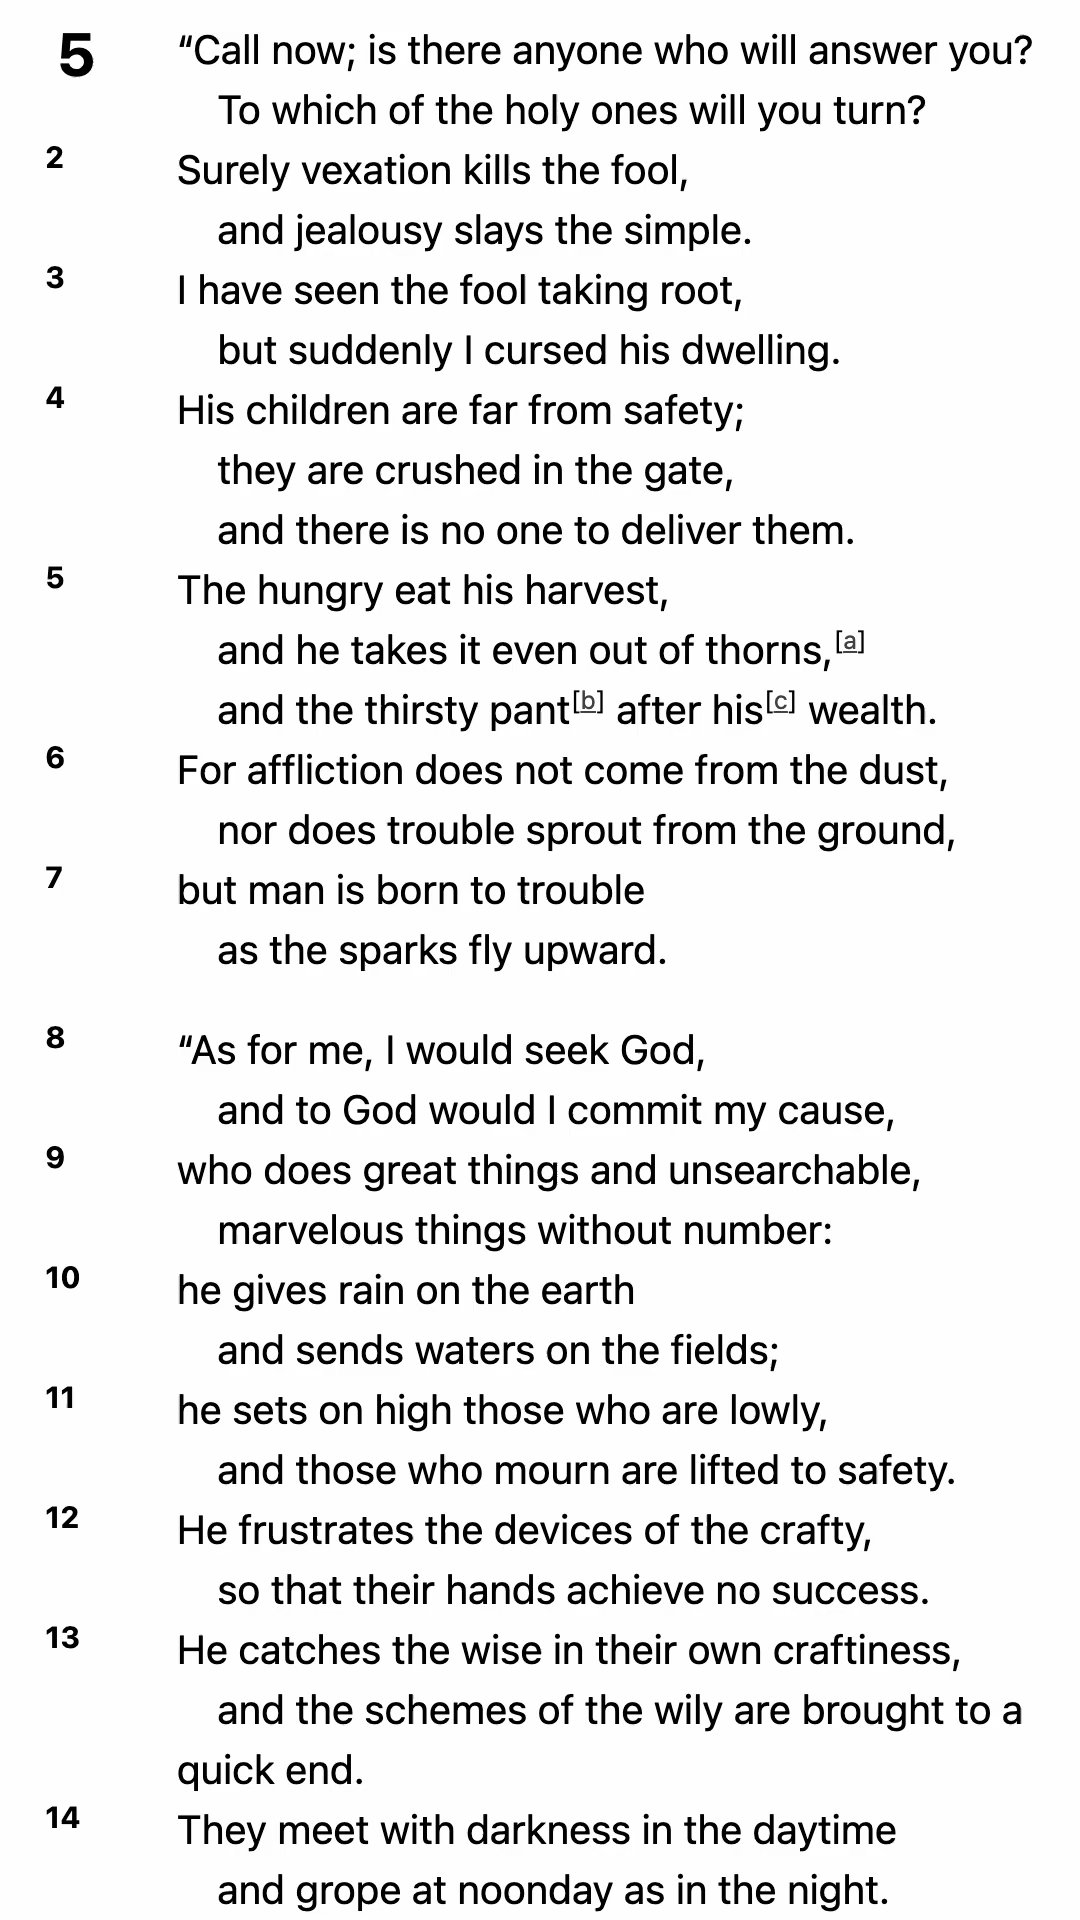 5 “Call now; is there anyone who will answer you?
To which of the holy ones will you turn?
2 Surely vexation kills the fool,
and jealousy slays the simple.
3 I have seen the fool taking root,
but suddenly I cursed his dwelling.
4 His children are far from safety;
they are crushed in the gate,
and there is no one to deliver them.
5 The hungry eat his harvest,
and he takes it even out of thorns,[a]
and the thirsty pant[b] after his[c] wealth.
6 For affliction does not come from the dust,
nor does trouble sprout from the ground,
7 but man is born to trouble
as the sparks fly upward.
8 “As for me, I would seek God,
and to God would I commit my cause,
9 who does great things and unsearchable,
marvelous things without number:
10 he gives rain on the earth
and sends waters on the fields;
11 he sets on high those who are lowly,
and those who mourn are lifted to safety.
12 He frustrates the devices of the crafty,
so that their hands achieve no success.
13 He catches the wise in their own craftiness,
and the schemes of the wily are brought to a
quick end.
14 They meet with darkness in the daytime
and grope at noonday as in the night.